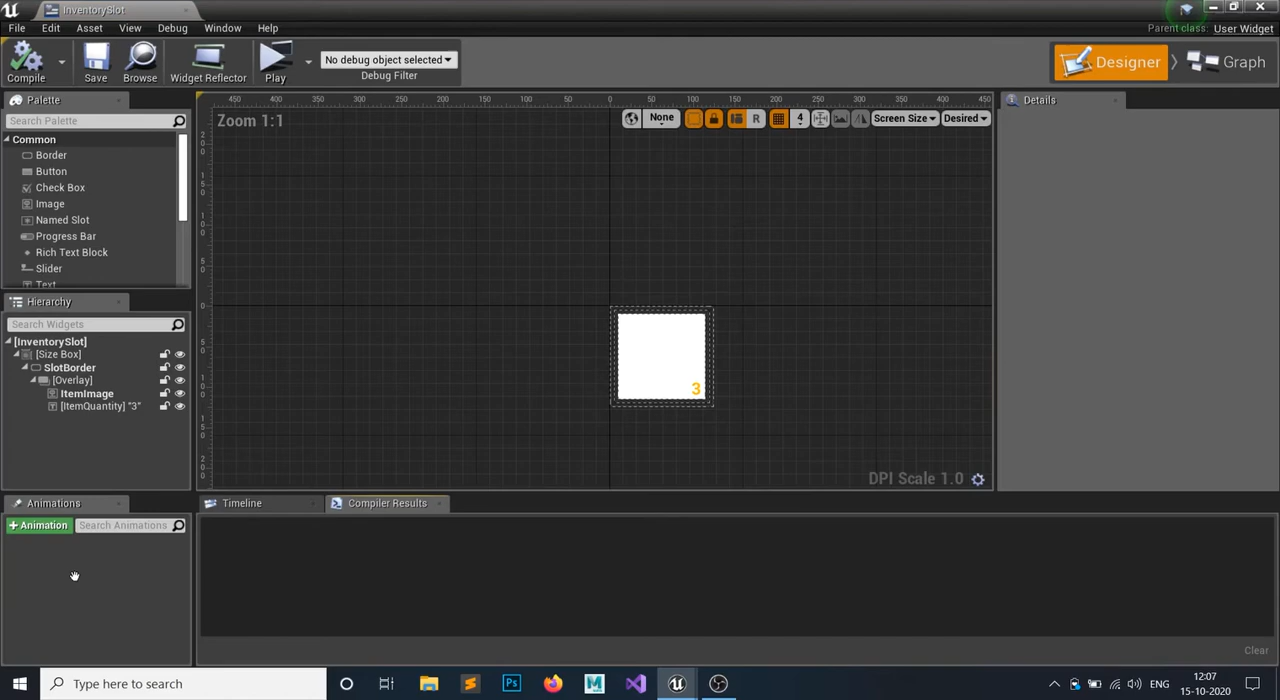 InventorySlot
File Edit Asset View Debug Window Help
Parent class: User Widget
Compile Save Browse Widget Reflector Play
No debug object selected
Debug Filter
Designer Graph
Palette
Search Palette
Common
Border
Button
Check Box
Image
Named Slot
Progress Bar
Rich Text Block
Slider
Text
Hierarchy
Search Widgets
[InventorySlot]
[Size Box]
SlotBorder
[Overlay]
ItemImage
[ItemQuantity] "3"
Animations
+Animation Search Animations
450 400 350 300 250 200 150 100 50 0 50 100 150 200 250 300 350 400 450
Zoom 1:1
None R 4 Screen Size Desired
3
DPI Scale 1.0
Details
Timeline Compiler Results
Clear
Type here to search
ENG
12:07
15-10-2020